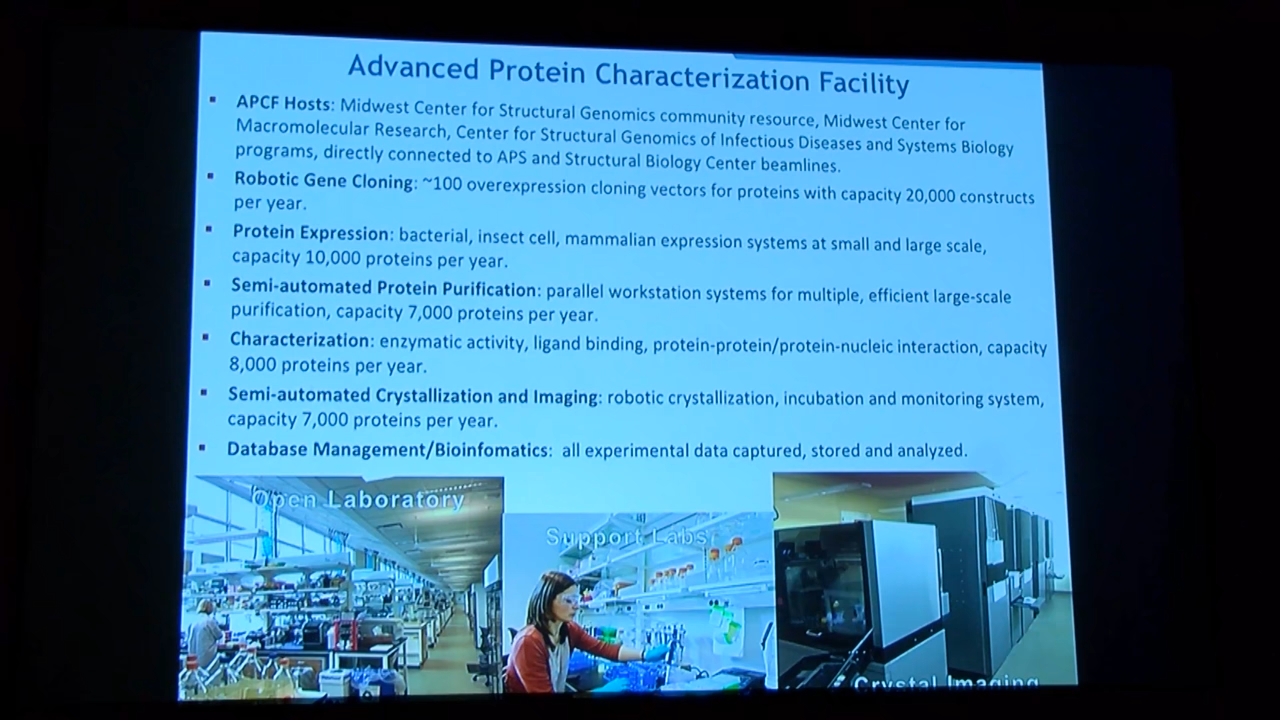 Advanced Protein Characterization Facility
▪ APCF Hosts: Midwest Center for Structural Genomics community resource, Midwest Center for
Macromolecular Research, Center for Structural Genomics of Infectious Diseases and Systems Biology
programs, directly connected to APS and Structural Biology Center beamlines.
▪ Robotic Gene Cloning: ~100 overexpression cloning vectors for proteins with capacity 20,000 constructs
per year.
▪ Protein Expression: bacterial, insect cell, mammalian expression systems at small and large scale,
capacity 10,000 proteins per year.
▪ Semi-automated Protein Purification: parallel workstation systems for multiple, efficient large-scale
purification, capacity 7,000 proteins per year.
▪ Characterization: enzymatic activity, ligand binding, protein-protein/protein-nucleic interaction, capacity
8,000 proteins per year.
▪ Semi-automated Crystallization and Imaging: robotic crystallization, incubation and monitoring system,
capacity 7,000 proteins per year.
▪ Database Management/Bioinfomatics: all experimental data captured, stored and analyzed.
Open Laboratory
Support Labs
Crystal Imaging